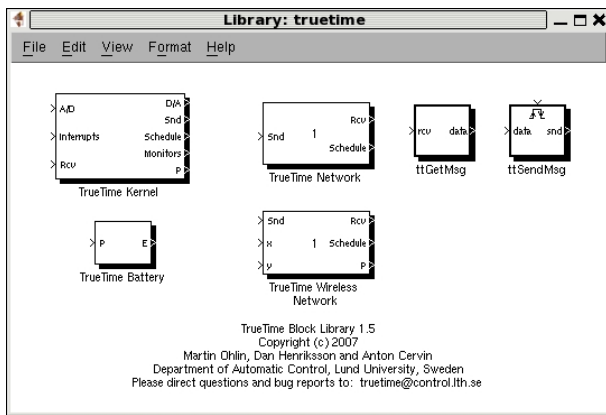 Library: truetime
File Edit View Format Help
A/D
Interrupts
Rcv
D/A
Snd
Schedule
Monitors
P
TrueTime Kernel
Snd
1
Rcv
Schedule
TrueTime Network
rcv data
ttGetMsg
data snd
ttSendMsg
P E
TrueTime Battery
Snd
x
y
1
Rcv
Schedule
P
TrueTime Wireless
Network
TrueTime Block Library 1.5
Copyright (c) 2007
Martin Ohlin, Dan Henriksson and Anton Cervin
Department of Automatic Control, Lund University, Sweden
Please direct questions and bug reports to: truetime@control.lth.se